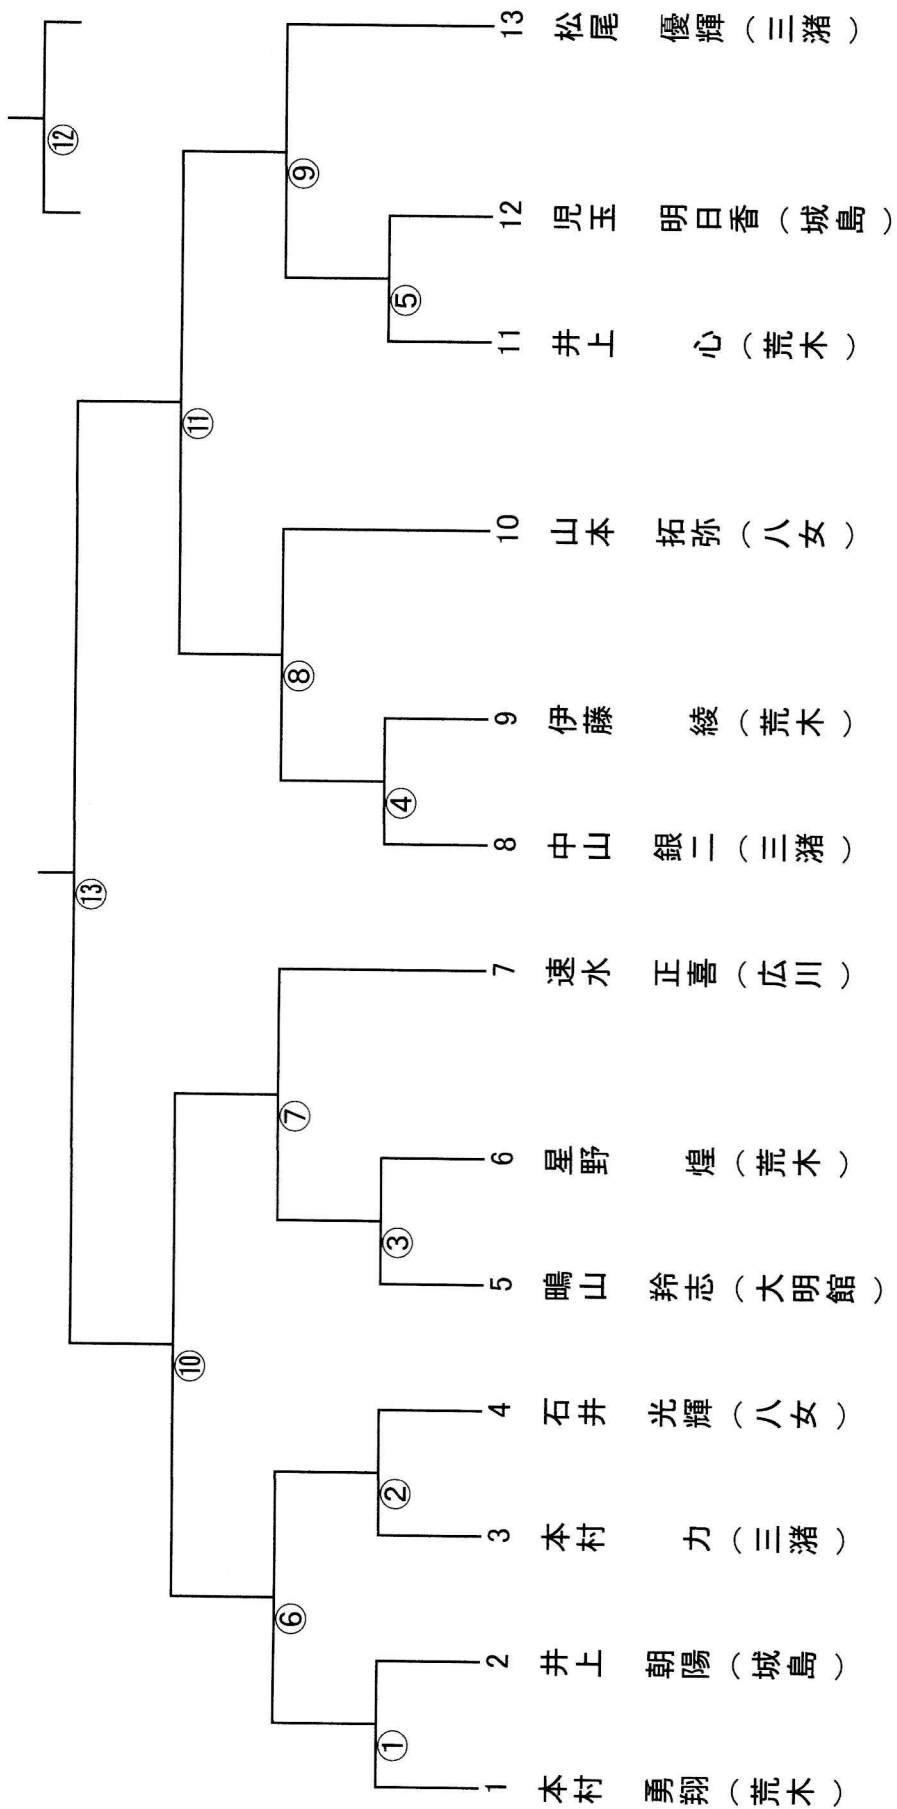 ⑬
⑫
⑩
⑪
⑥
⑦
⑧
⑨
①
②
③
④
⑤
1 本村 勇翔 (荒木)
2 井上 朝陽 (城島)
3 本村 力 (三潴)
4 石井 光輝 (八女)
5 鴫山 羚志 (大明館)
6 星野 煌 (荒木)
7 速水 正喜 (広川)
8 中山 銀二 (三潴)
9 伊藤 綾 (荒木)
10 山本 拓弥 (八女)
11 井上 心 (荒木)
12 児玉 明日香 (城島)
13 松尾 優輝 (三潴)